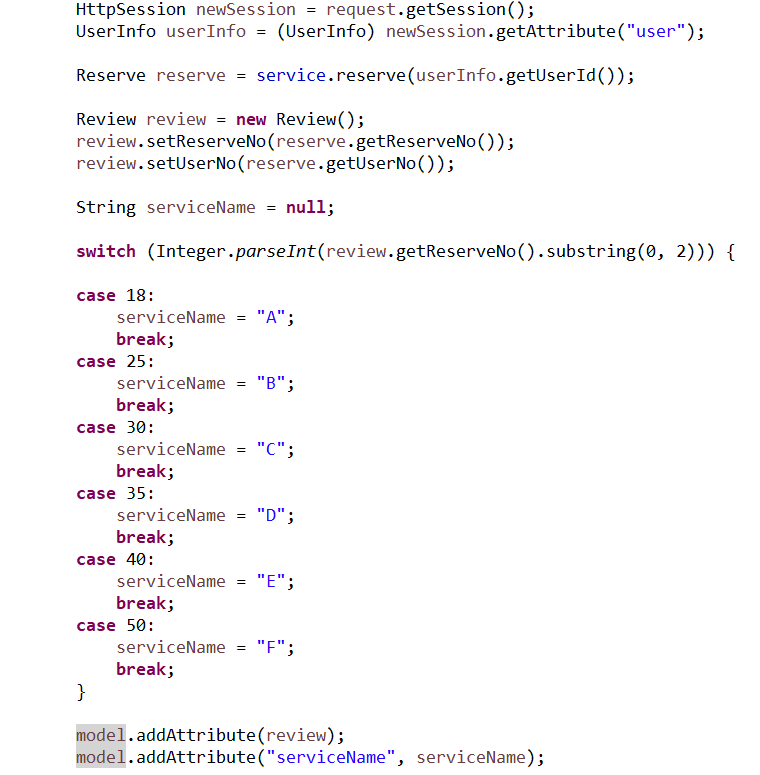 HttpSession newSession = request.getSession();
UserInfo userInfo = (UserInfo) newSession.getAttribute("user");
Reserve reserve = service.reserve(userInfo.getUserId());
Review review = new Review();
review.setReserveNo(reserve.getReserveNo());
review.setUserNo(reserve.getUserNo());
String serviceName = null;
switch (Integer.parseInt(review.getReserveNo().substring(0, 2))) {
case 18:
serviceName = "A";
break;
case 25:
serviceName = "B";
break;
case 30:
serviceName = "C";
break;
case 35:
serviceName = "D";
break;
case 40:
serviceName = "E";
break;
case 50:
serviceName = "F";
break;
}
model.addAttribute(review);
model.addAttribute("serviceName", serviceName);